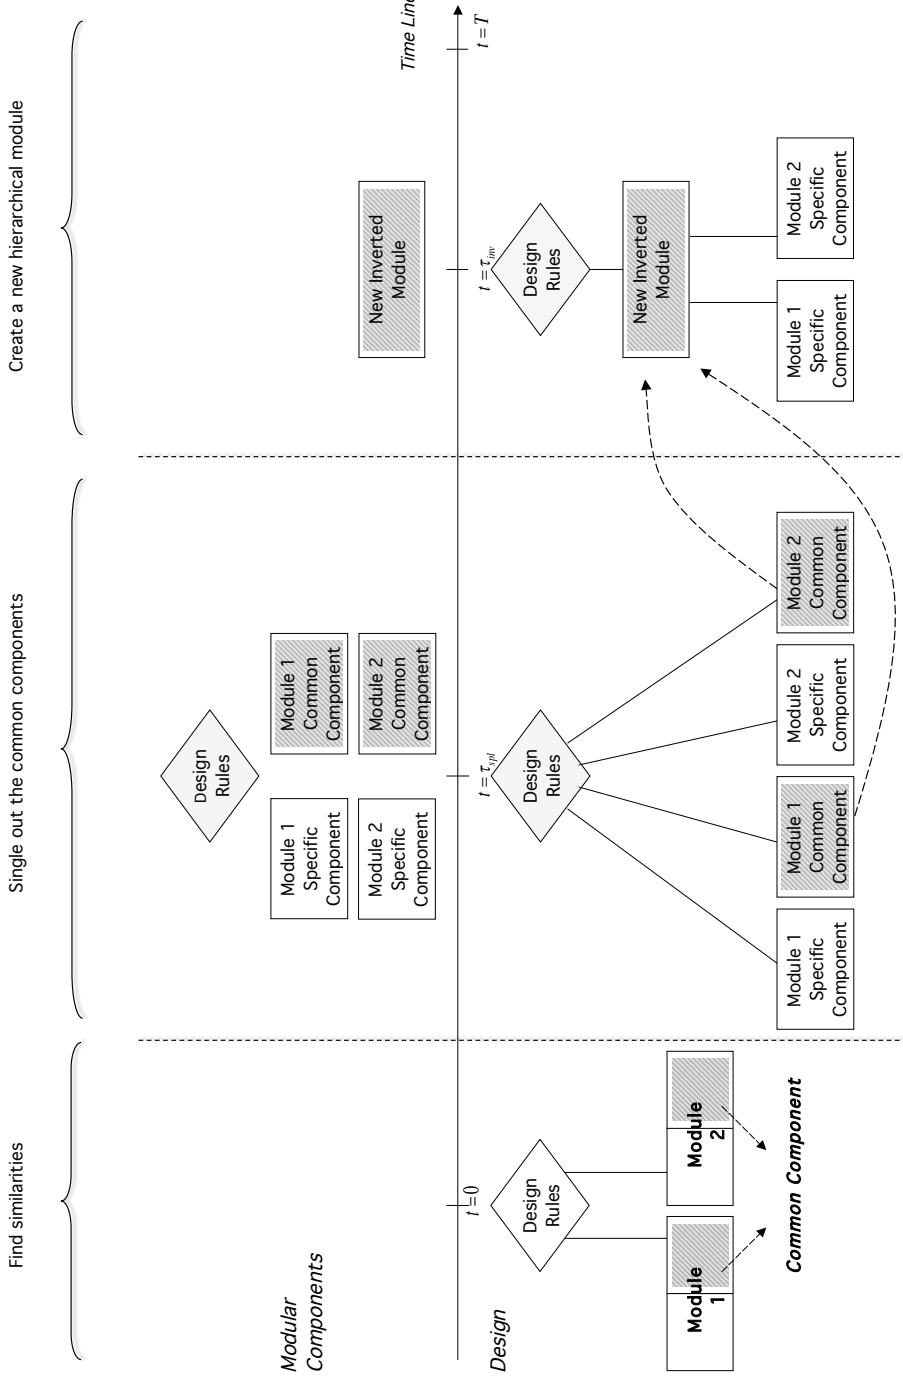 Find similarities
Single out the common components
Create a new hierarchical module
Modular
Components
Design
Rules
Module 1
Specific
Component
Module 1
Common
Component
Module 2
Specific
Component
Module 2
Common
Component
New Inverted
Module
Time Line
t = 0
t = τspl
t = τinv
t = T
Design
Design
Rules
Module
1
Module
2
Common Component
Design
Rules
Module 1
Specific
Component
Module 1
Common
Component
Module 2
Specific
Component
Module 2
Common
Component
Design
Rules
New Inverted
Module
Module 1
Specific
Component
Module 2
Specific
Component